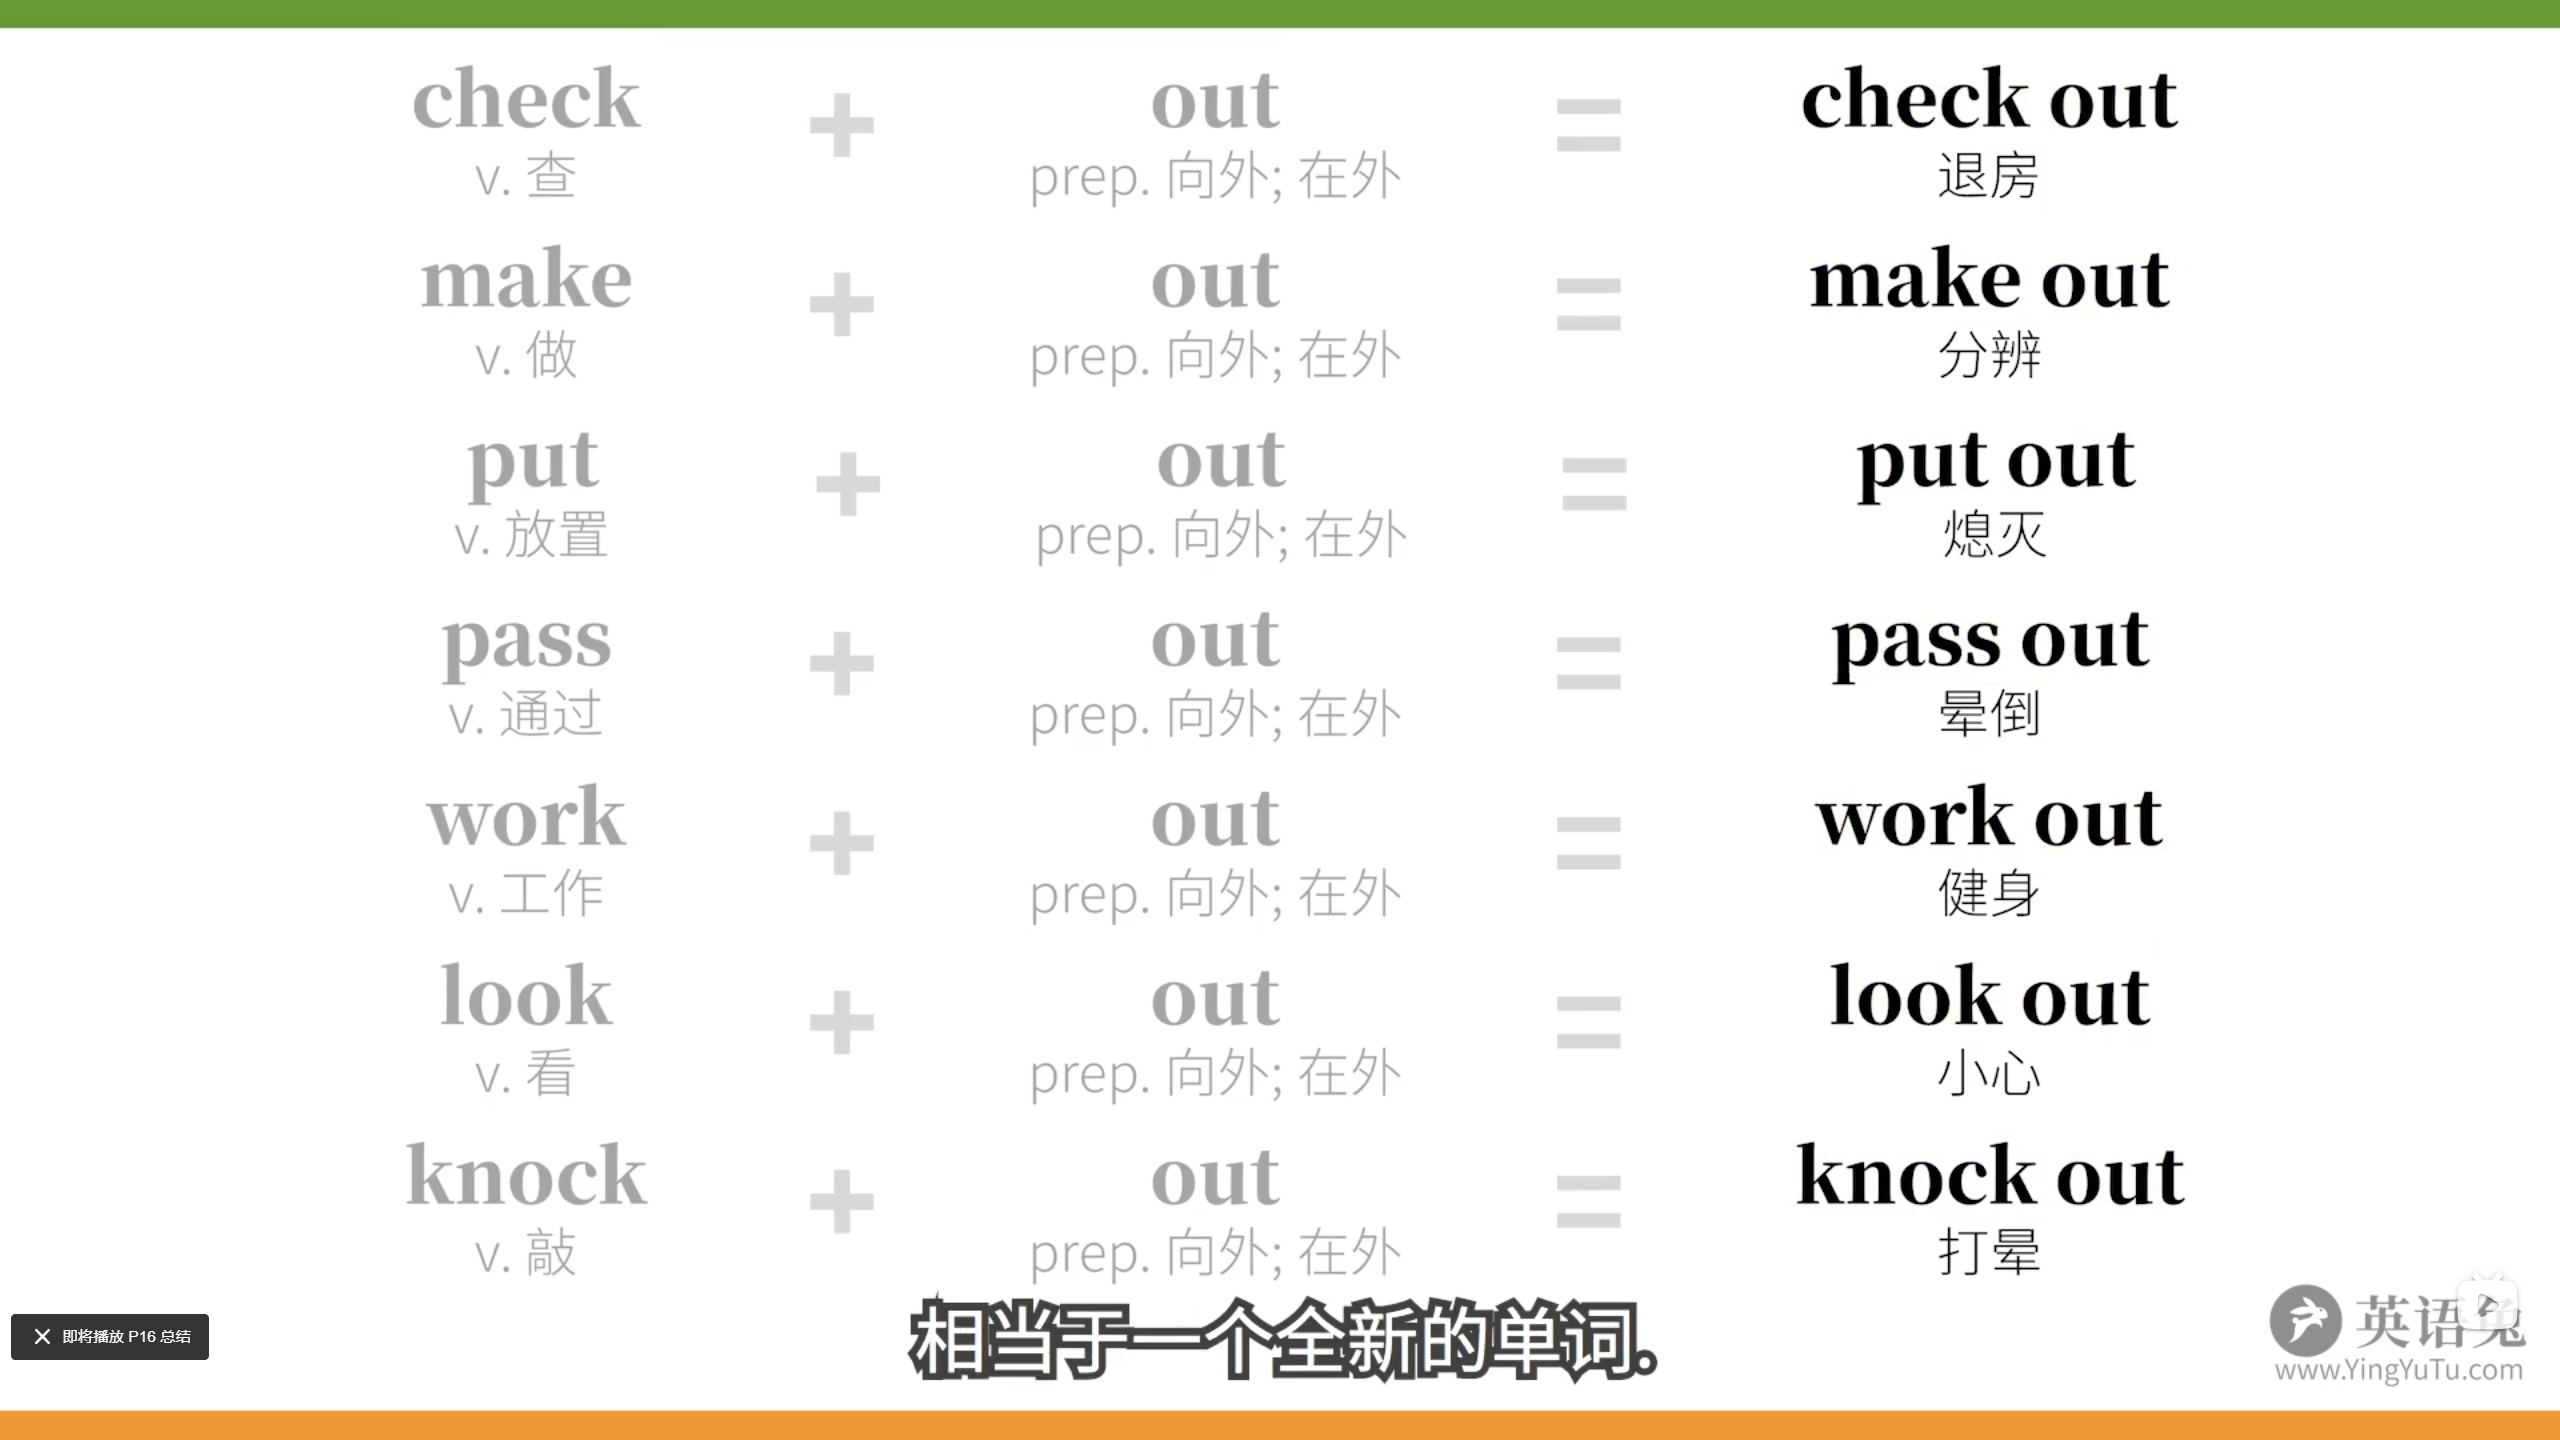 check + out = check out
v. 查 prep. 向外; 在外 退房
make + out = make out
v. 做 prep. 向外; 在外 分辨
put + out = put out
v. 放置 prep. 向外; 在外 熄灭
pass + out = pass out
v. 通过 prep. 向外; 在外 晕倒
work + out = work out
v. 工作 prep. 向外; 在外 健身
look + out = look out
v. 看 prep. 向外; 在外 小心
knock + out = knock out
v. 敲 prep. 向外; 在外 打晕
相当于一个全新的单词。
即将播放 P16 总结
英语兔
www.YingYuTu.com